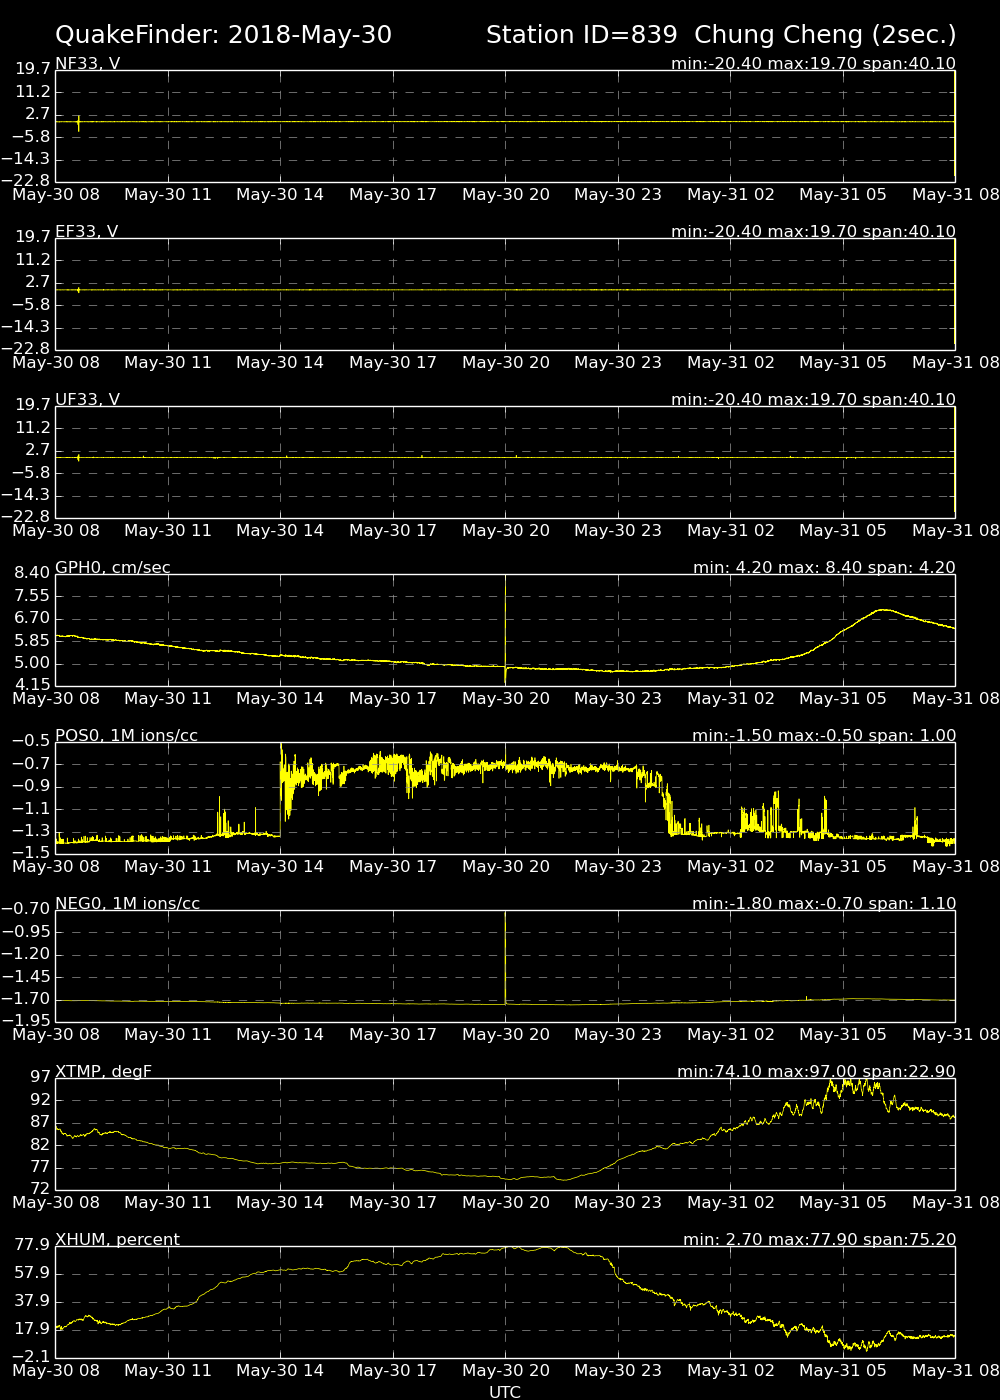 QuakeFinder: 2018-May-30 Station ID=839 Chung Cheng (2sec.)
NF33, V min:-20.40 max:19.70 span:40.10
19.7
11.2
2.7
−5.8
−14.3
−22.8
May-30 08 May-30 11 May-30 14 May-30 17 May-30 20 May-30 23 May-31 02 May-31 05 May-31 08
EF33, V min:-20.40 max:19.70 span:40.10
19.7
11.2
2.7
−5.8
−14.3
−22.8
May-30 08 May-30 11 May-30 14 May-30 17 May-30 20 May-30 23 May-31 02 May-31 05 May-31 08
UF33, V min:-20.40 max:19.70 span:40.10
19.7
11.2
2.7
−5.8
−14.3
−22.8
May-30 08 May-30 11 May-30 14 May-30 17 May-30 20 May-30 23 May-31 02 May-31 05 May-31 08
GPH0, cm/sec min: 4.20 max: 8.40 span: 4.20
8.40
7.55
6.70
5.85
5.00
4.15
May-30 08 May-30 11 May-30 14 May-30 17 May-30 20 May-30 23 May-31 02 May-31 05 May-31 08
POS0, 1M ions/cc min:-1.50 max:-0.50 span: 1.00
−0.5
−0.7
−0.9
−1.1
−1.3
−1.5
May-30 08 May-30 11 May-30 14 May-30 17 May-30 20 May-30 23 May-31 02 May-31 05 May-31 08
NEG0, 1M ions/cc min:-1.80 max:-0.70 span: 1.10
−0.70
−0.95
−1.20
−1.45
−1.70
−1.95
May-30 08 May-30 11 May-30 14 May-30 17 May-30 20 May-30 23 May-31 02 May-31 05 May-31 08
XTMP, degF min:74.10 max:97.00 span:22.90
97
92
87
82
77
72
May-30 08 May-30 11 May-30 14 May-30 17 May-30 20 May-30 23 May-31 02 May-31 05 May-31 08
XHUM, percent min: 2.70 max:77.90 span:75.20
77.9
57.9
37.9
17.9
−2.1
May-30 08 May-30 11 May-30 14 May-30 17 May-30 20 May-30 23 May-31 02 May-31 05 May-31 08
UTC